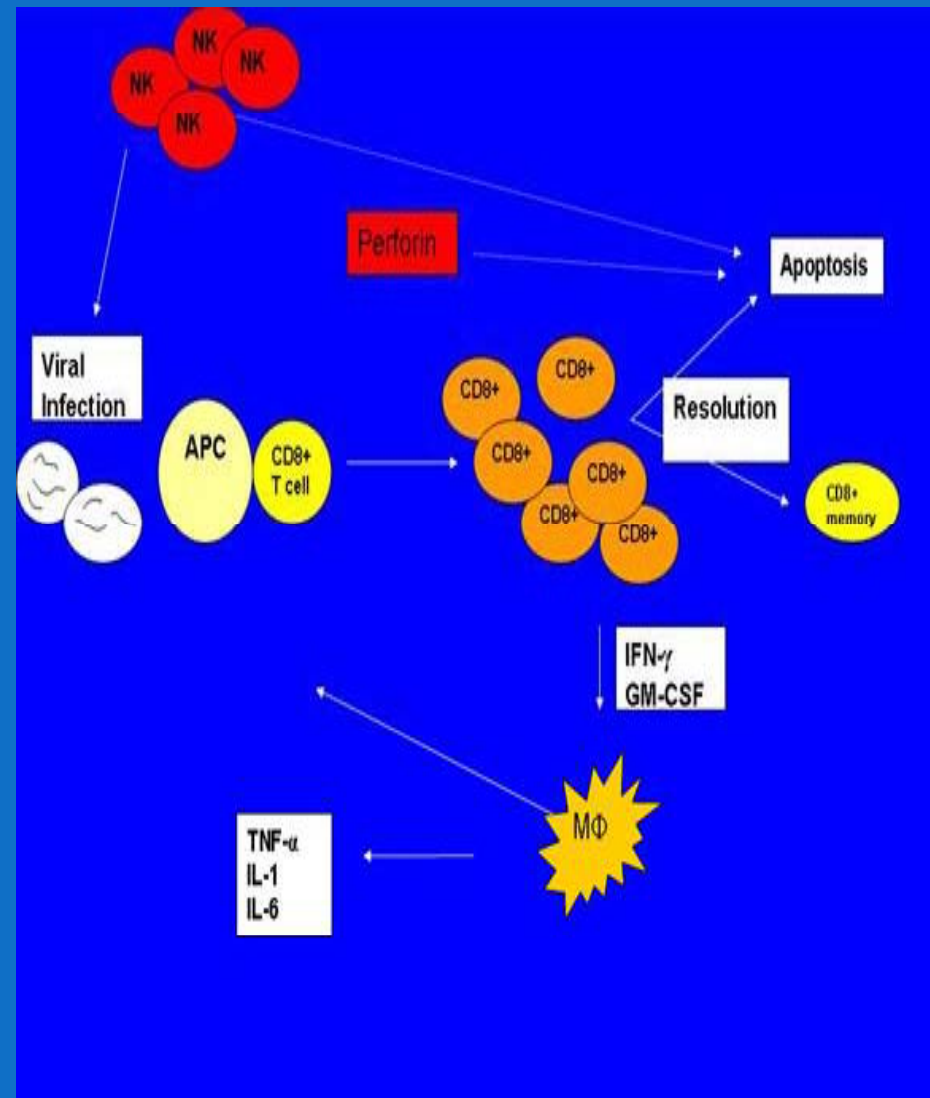 NK
NK
NK
NK
Perforin
Apoptosis
Viral
Infection
APC
CD8+
T cell
CD8+
CD8+
CD8+
CD8+
CD8+
CD8+
Resolution
CD8+
memory
IFN-γ
GM-CSF
MΦ
TNF-α
IL-1
IL-6